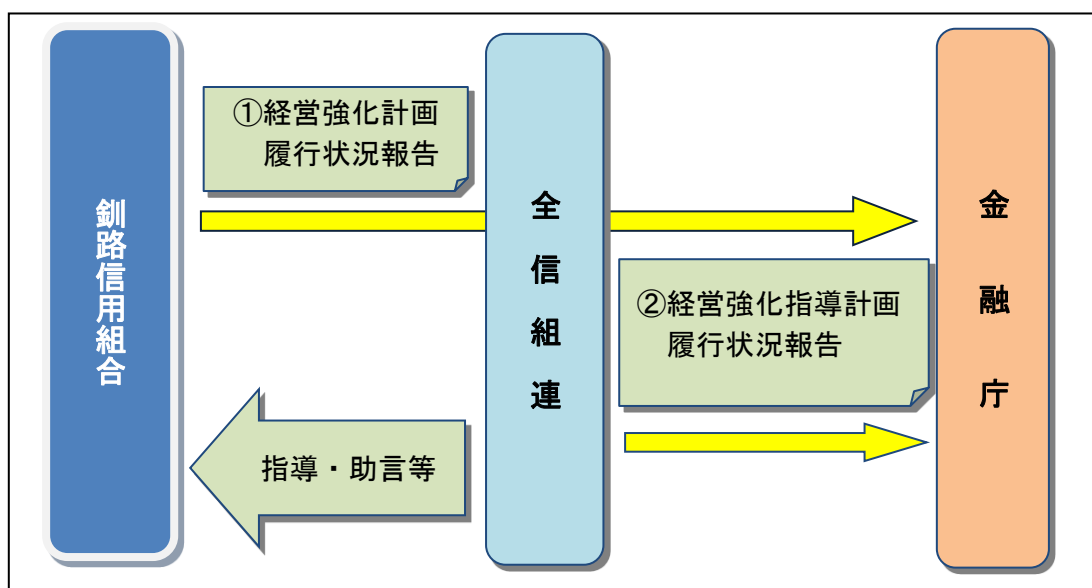 釧路信用組合
①経営強化計画
履行状況報告
全信組連
②経営強化指導計画
履行状況報告
指導・助言等
金融庁